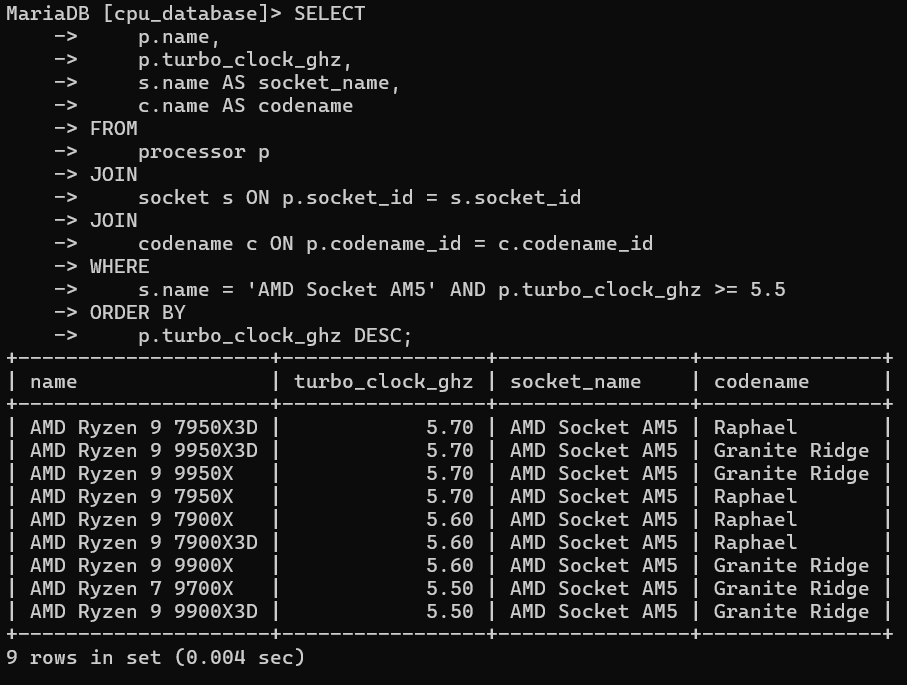 MariaDB [cpu_database]> SELECT
    ->     p.name,
    ->     p.turbo_clock_ghz,
    ->     s.name AS socket_name,
    ->     c.name AS codename
    -> FROM
    ->     processor p
    -> JOIN
    ->     socket s ON p.socket_id = s.socket_id
    -> JOIN
    ->     codename c ON p.codename_id = c.codename_id
    -> WHERE
    ->     s.name = 'AMD Socket AM5' AND p.turbo_clock_ghz >= 5.5
    -> ORDER BY
    ->     p.turbo_clock_ghz DESC;
+---------------------+-----------------+----------------+---------------+
| name                | turbo_clock_ghz | socket_name    | codename      |
+---------------------+-----------------+----------------+---------------+
| AMD Ryzen 9 7950X3D |            5.70 | AMD Socket AM5 | Raphael       |
| AMD Ryzen 9 9950X3D |            5.70 | AMD Socket AM5 | Granite Ridge |
| AMD Ryzen 9 9950X   |            5.70 | AMD Socket AM5 | Granite Ridge |
| AMD Ryzen 9 7950X   |            5.70 | AMD Socket AM5 | Raphael       |
| AMD Ryzen 9 7900X   |            5.60 | AMD Socket AM5 | Raphael       |
| AMD Ryzen 9 7900X3D |            5.60 | AMD Socket AM5 | Raphael       |
| AMD Ryzen 9 9900X   |            5.60 | AMD Socket AM5 | Granite Ridge |
| AMD Ryzen 7 9700X   |            5.50 | AMD Socket AM5 | Granite Ridge |
| AMD Ryzen 9 9900X3D |            5.50 | AMD Socket AM5 | Granite Ridge |
+---------------------+-----------------+----------------+---------------+
9 rows in set (0.004 sec)